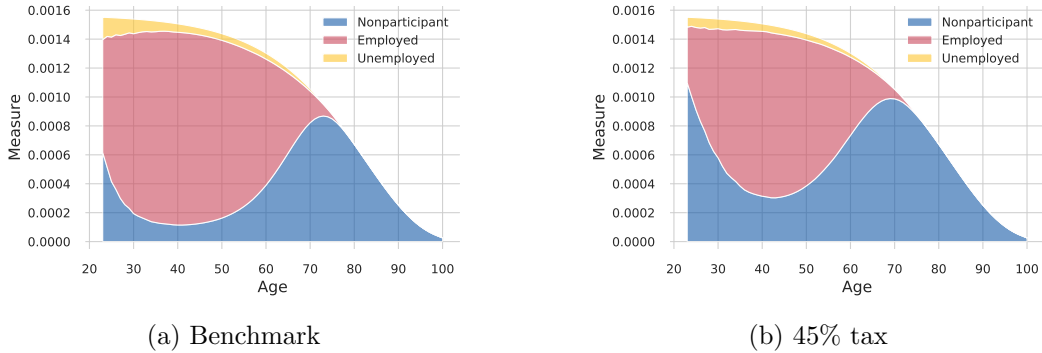 0.0016
0.0014
0.0012
0.0010
0.0008
0.0006
0.0004
0.0002
0.0000
Measure
Nonparticipant
Employed
Unemployed
20 30 40 50 60 70 80 90 100
Age
(a) Benchmark
0.0016
0.0014
0.0012
0.0010
0.0008
0.0006
0.0004
0.0002
0.0000
Measure
Nonparticipant
Employed
Unemployed
20 30 40 50 60 70 80 90 100
Age
(b) 45% tax